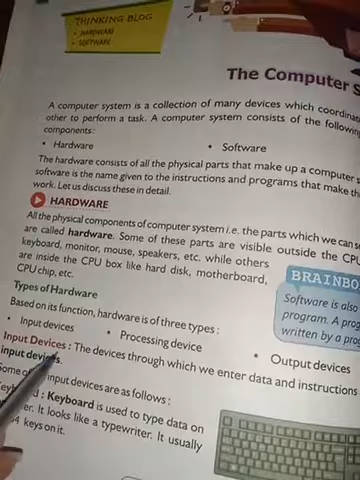 THINKING BLOG
• HARDWARE
• SOFTWARE
The Computer S
A computer system is a collection of many devices which coordina
other to perform a task. A computer system consists of the following
components:
• Hardware • Software
The hardware consists of all the physical parts that make up a computer s
software is the name given to the instructions and programs that make th
work. Let us discuss these in detail.
HARDWARE
All the physical components of computer system i.e. the parts which we can se
are called hardware. Some of these parts are visible outside the CPU
keyboard, monitor, mouse, speakers, etc. while others
are inside the CPU box like hard disk, motherboard,
CPU chip, etc.
BRAINBO
Software is also
program. A prog
written by a prog
Types of Hardware
Based on its function, hardware is of three types :
• Input devices • Processing device • Output devices
Input Devices : The devices through which we enter data and instructions
input devices.
Some of input devices are as follows :
: Keyboard is used to type data on
er. It looks like a typewriter. It usually
4 keys on it.